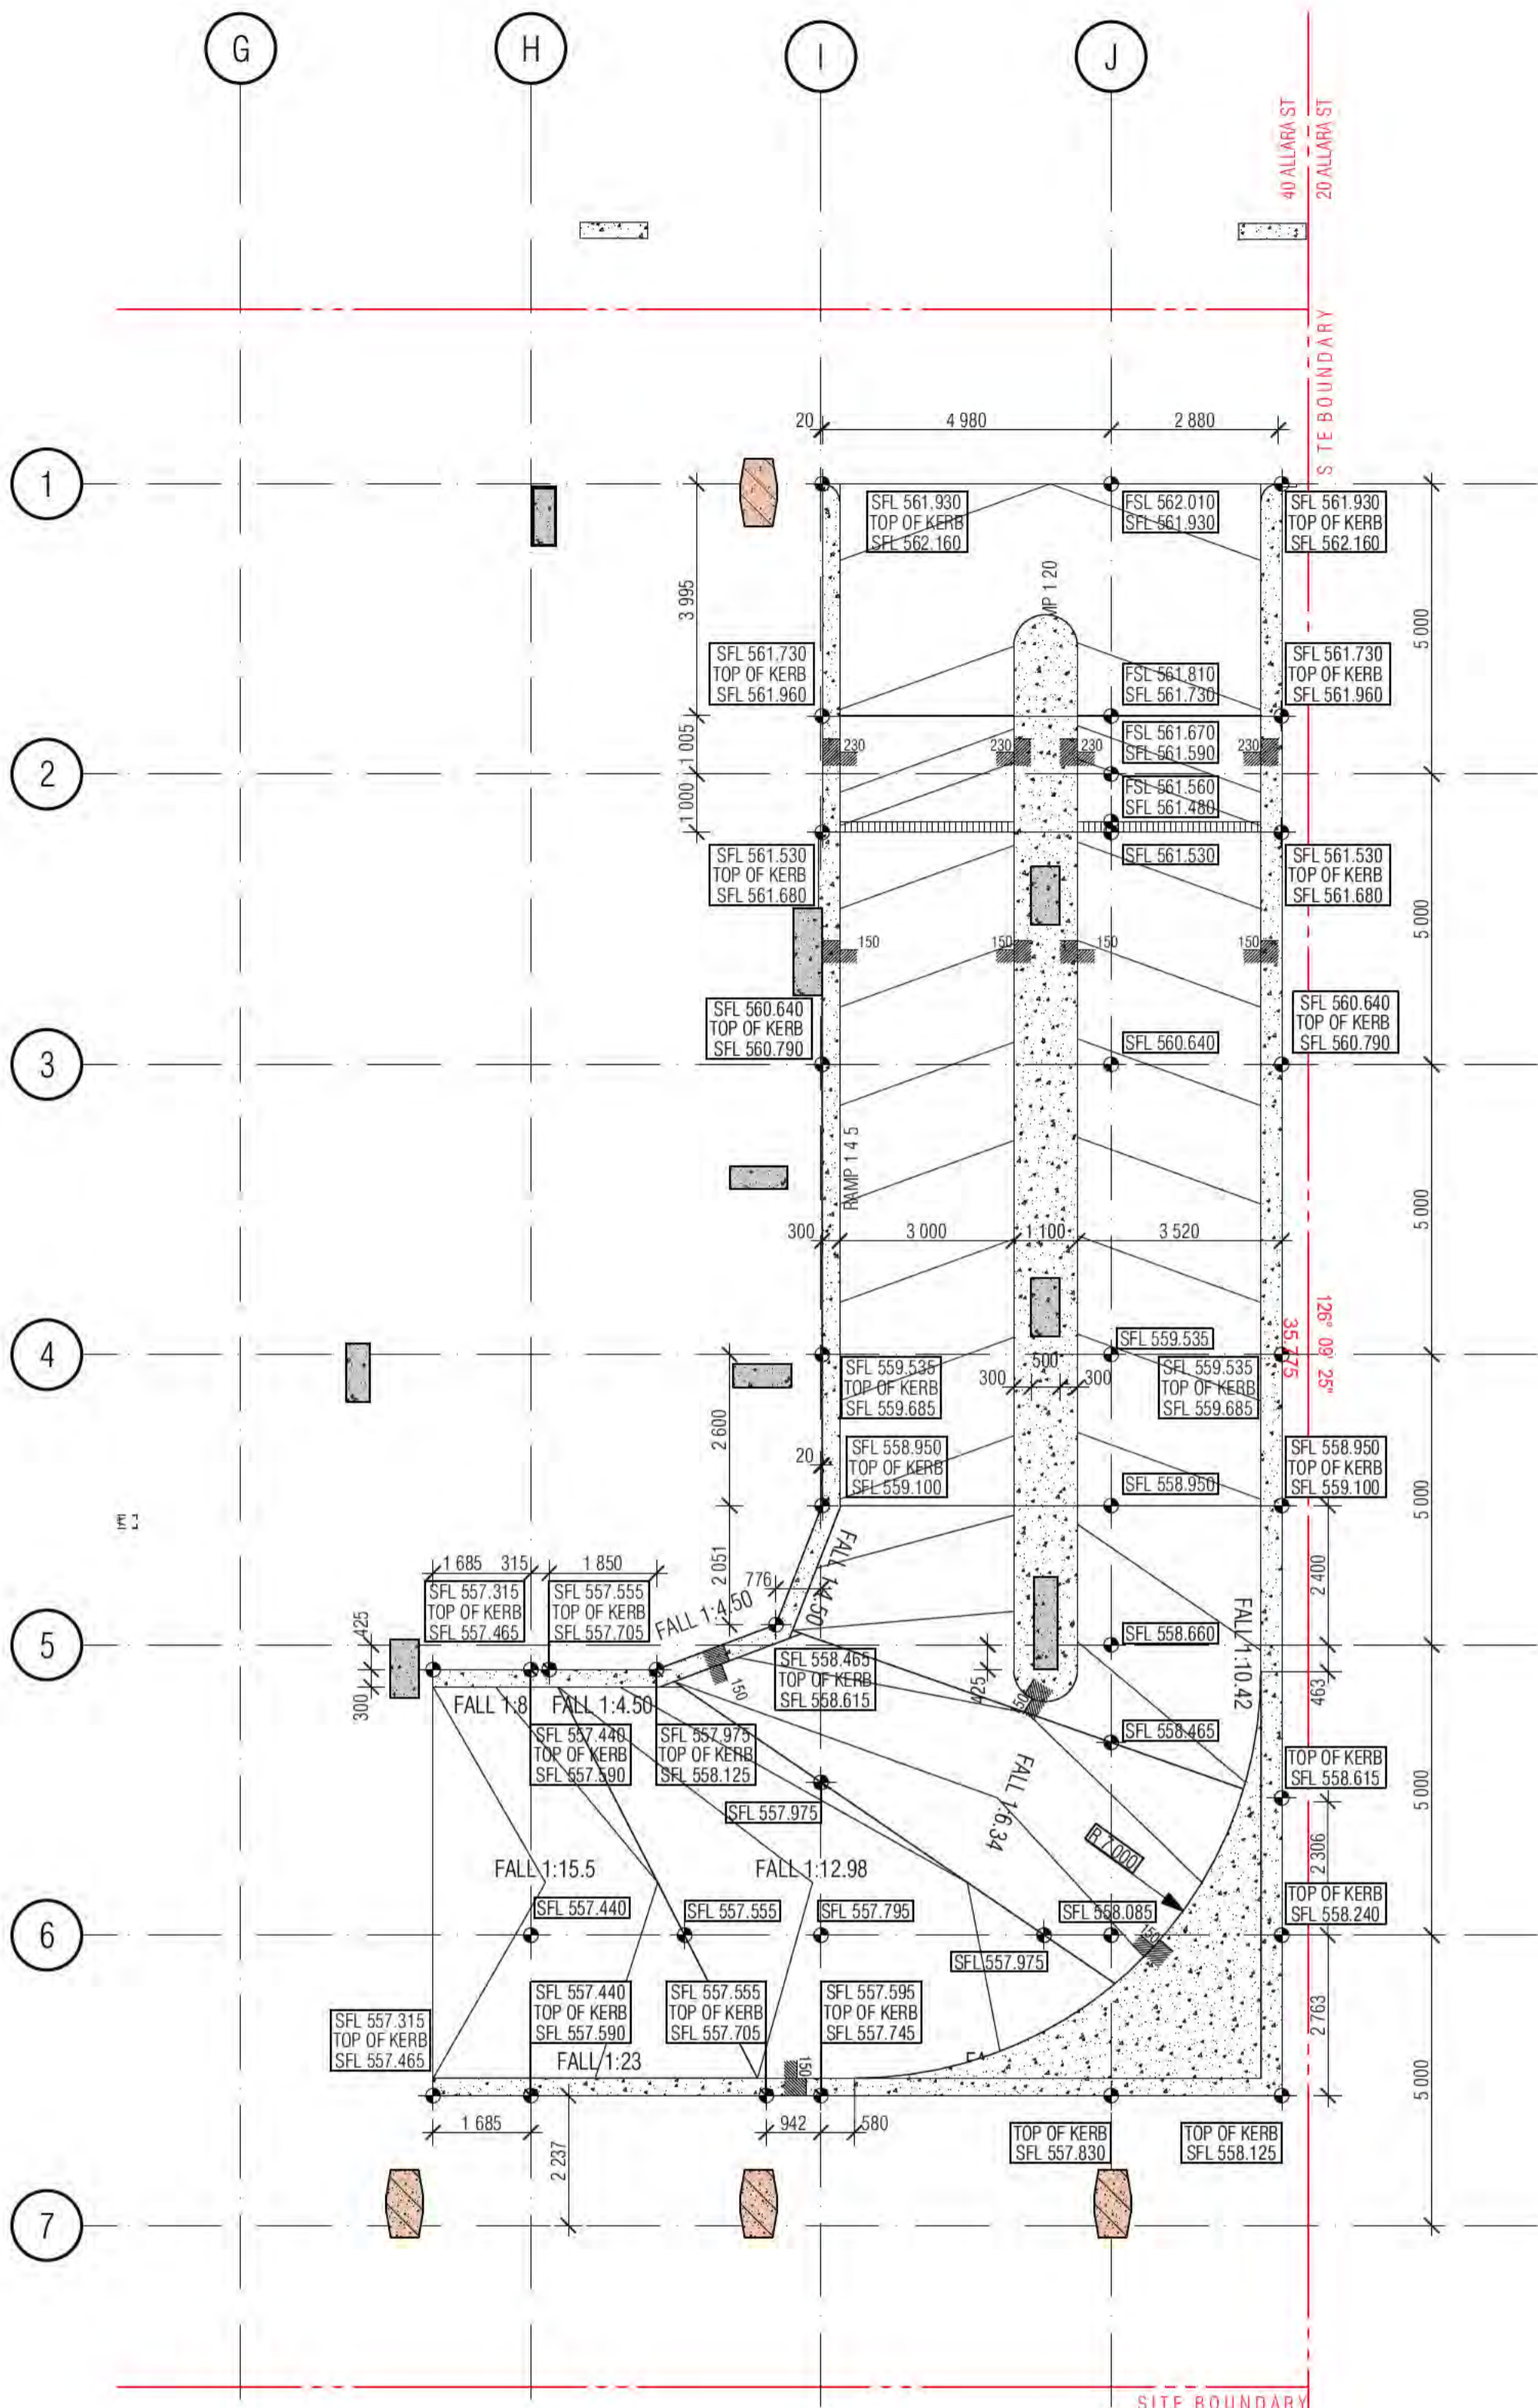 G
H
I
J
40 ALLARA ST
20 ALLARA ST
S TE BOUNDARY
20
4 980
2 880
1
SFL 561.930
TOP OF KERB
SFL 562.160
FSL 562.010
SFL 561.930
SFL 561.930
TOP OF KERB
SFL 562.160
3 995
MP 1 20
5 000
SFL 561.730
TOP OF KERB
SFL 561.960
FSL 561.810
SFL 561.730
SFL 561.730
TOP OF KERB
SFL 561.960
1 005
230
230
230
230
FSL 561.670
SFL 561.590
2
1 000
FSL 561.560
SFL 561.480
SFL 561.530
TOP OF KERB
SFL 561.680
SFL 561.530
SFL 561.530
TOP OF KERB
SFL 561.680
5 000
150
150
150
150
SFL 560.640
TOP OF KERB
SFL 560.790
SFL 560.640
SFL 560.640
TOP OF KERB
SFL 560.790
3
RAMP 1 4 5
5 000
300
3 000
1 100
3 520
126° 09' 25"
35.775
4
SFL 559.535
SFL 559.535
TOP OF KERB
SFL 559.685
300
500
300
SFL 559.535
TOP OF KERB
SFL 559.685
2 600
20
SFL 558.950
TOP OF KERB
SFL 559.100
SFL 558.950
SFL 558.950
TOP OF KERB
SFL 559.100
5 000
1 685
315
1 850
2 051
776
FALL 1:4.50
2 400
SFL 557.315
TOP OF KERB
SFL 557.465
SFL 557.555
TOP OF KERB
SFL 557.705
FALL 1:4.50
FALL 1:10.42
425
5
SFL 558.660
300
150
SFL 558.465
TOP OF KERB
SFL 558.615
425
463
FALL 1:8
FALL 1:4.50
SFL 557.440
TOP OF KERB
SFL 557.590
SFL 557.975
TOP OF KERB
SFL 558.125
SFL 558.465
TOP OF KERB
SFL 558.615
SFL 557.975
FALL 1:6.34
5 000
R 7 000
2 306
FALL 1:15.5
FALL 1:12.98
SFL 557.440
SFL 557.555
SFL 557.795
SFL 558.085
TOP OF KERB
SFL 558.240
6
150
SFL 557.975
SFL 557.315
TOP OF KERB
SFL 557.465
SFL 557.440
TOP OF KERB
SFL 557.590
SFL 557.555
TOP OF KERB
SFL 557.705
SFL 557.595
TOP OF KERB
SFL 557.745
2 763
FALL 1:23
150
5 000
1 685
942
580
2 237
TOP OF KERB
SFL 557.830
TOP OF KERB
SFL 558.125
7
SITE BOUNDARY